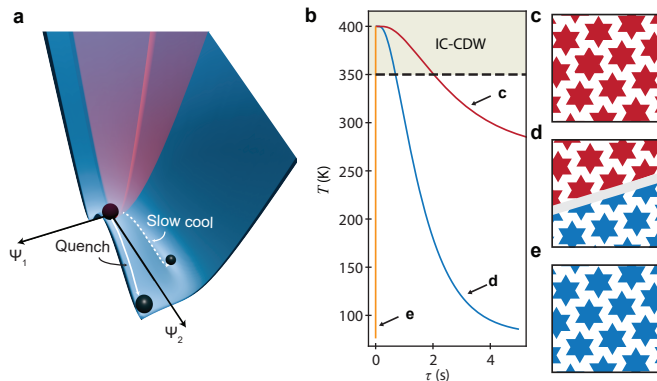 a
Slow cool
Quench
Ψ1
Ψ2
b
400
350
300
250
200
150
100
IC-CDW
c
d
e
T (K)
0
2
4
τ (s)
c
d
e